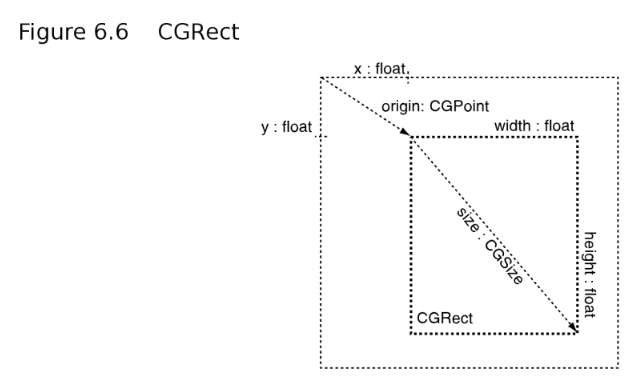 Figure 6.6 CGRect
x : float
origin: CGPoint
y : float
width : float
size : CGSize
height : float
CGRect